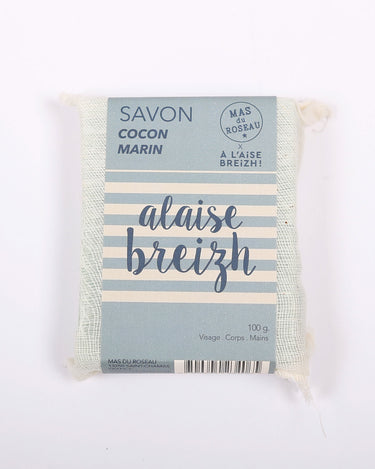 SAVON
COCON
MARIN
MAS
du
ROSEAU
X
A L'AiSE
BREiZH!
alaise
breizh
100 g.
Visage . Corps . Mains
MAS DU ROSEAU